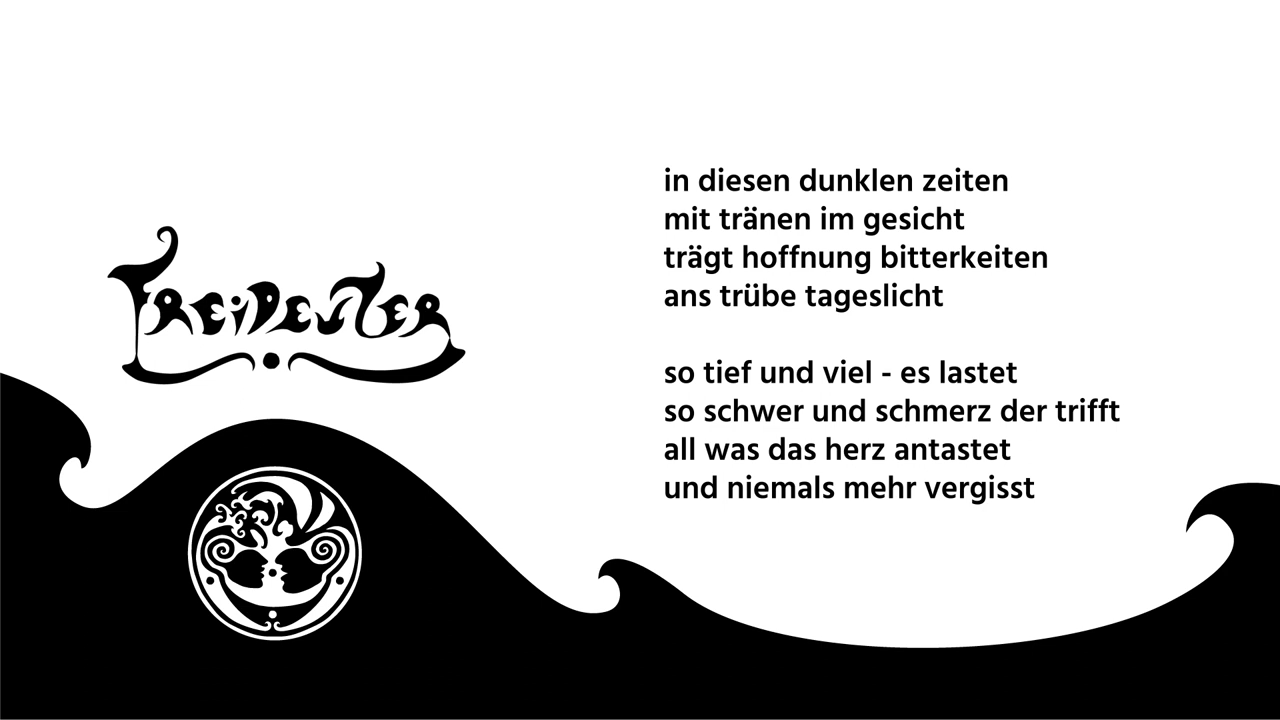 FREiDEUTER
in diesen dunklen zeiten
mit tränen im gesicht
trägt hoffnung bitterkeiten
ans trübe tageslicht
so tief und viel - es lastet
so schwer und schmerz der trifft
all was das herz antastet
und niemals mehr vergisst